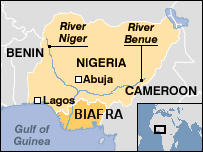 River
Niger
River
Benue
BENIN
NIGERIA
Abuja
Lagos
CAMEROON
BIAFRA
Gulf of
Guinea